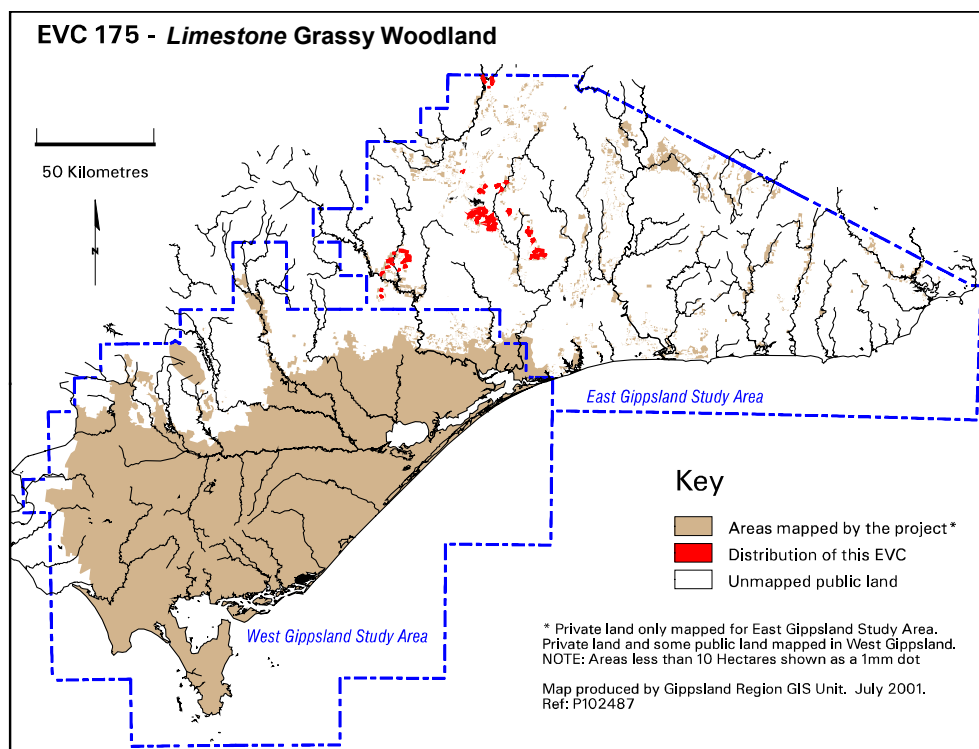 EVC 175 - Limestone Grassy Woodland
50 Kilometres
N
East Gippsland Study Area
West Gippsland Study Area
Key
Areas mapped by the project*
Distribution of this EVC
Unmapped public land
* Private land only mapped for East Gippsland Study Area.
Private land and some public land mapped in West Gippsland.
NOTE: Areas less than 10 Hectares shown as a 1mm dot
Map produced by Gippsland Region GIS Unit. July 2001.
Ref: P102487